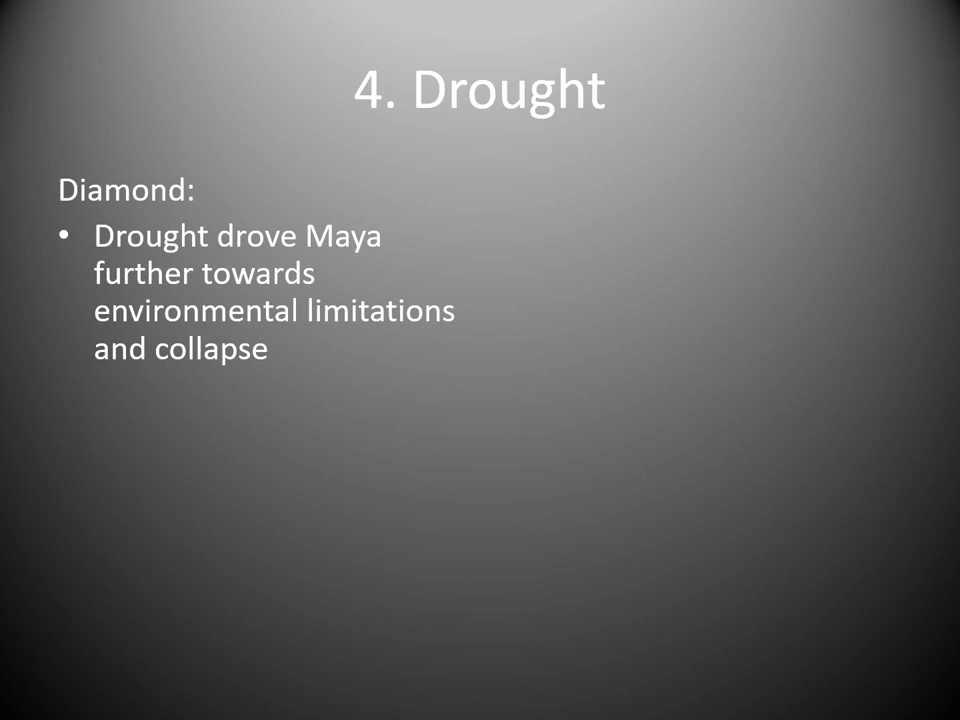 4. Drought
Diamond:
• Drought drove Maya
further towards
environmental limitations
and collapse